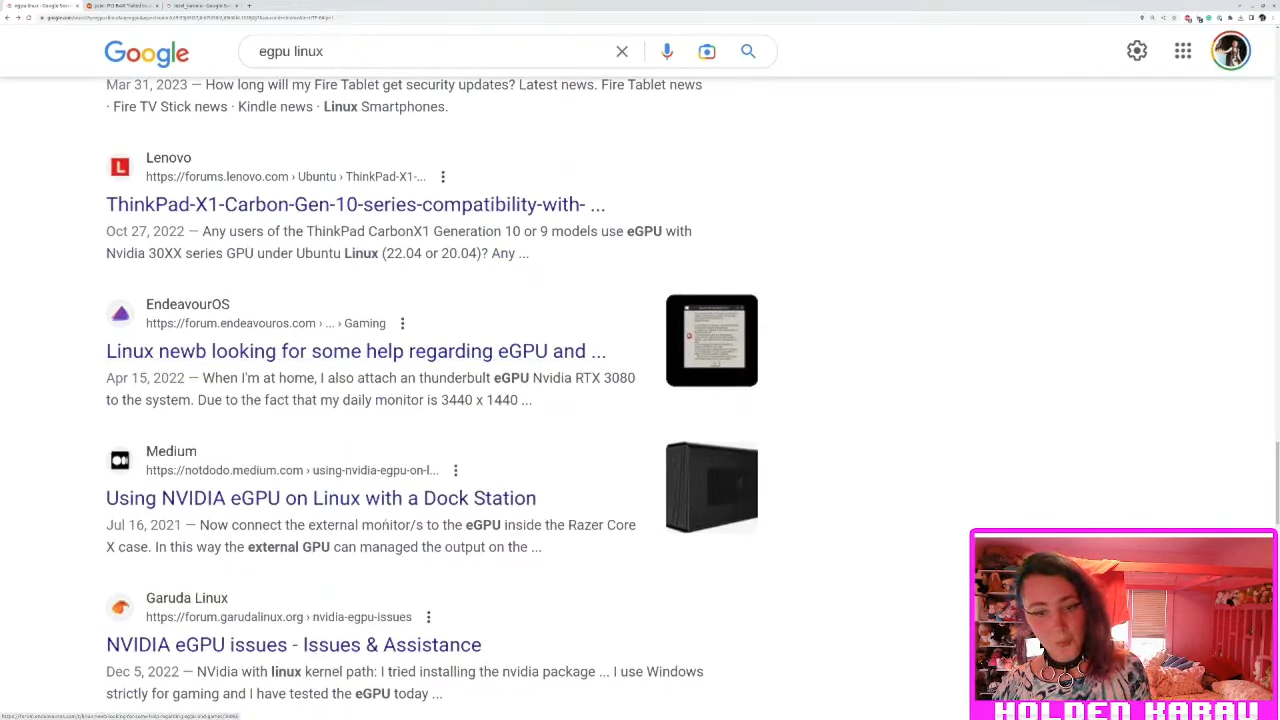 egpu linux
Google
egpu linux
Mar 31, 2023 — How long will my Fire Tablet get security updates? Latest news. Fire Tablet news
· Fire TV Stick news · Kindle news · Linux Smartphones.
Lenovo
https://forums.lenovo.com › Ubuntu › ThinkPad-X1-...
ThinkPad-X1-Carbon-Gen-10-series-compatibility-with- ...
Oct 27, 2022 — Any users of the ThinkPad CarbonX1 Generation 10 or 9 models use eGPU with
Nvidia 30XX series GPU under Ubuntu Linux (22.04 or 20.04)? Any ...
EndeavourOS
https://forum.endeavouros.com › ... › Gaming
Linux newb looking for some help regarding eGPU and ...
Apr 15, 2022 — When I'm at home, I also attach an thunderbult eGPU Nvidia RTX 3080
to the system. Due to the fact that my daily monitor is 3440 x 1440 ...
Medium
https://notdodo.medium.com › using-nvidia-egpu-on-l...
Using NVIDIA eGPU on Linux with a Dock Station
Jul 16, 2021 — Now connect the external monitor/s to the eGPU inside the Razer Core
X case. In this way the external GPU can managed the output on the ...
Garuda Linux
https://forum.garudalinux.org › nvidia-egpu-issues
NVIDIA eGPU issues - Issues & Assistance
Dec 5, 2022 — NVidia with linux kernel path: I tried installing the nvidia package ... I use Windows
strictly for gaming and I have tested the eGPU today ...
HOLDEN KARAU